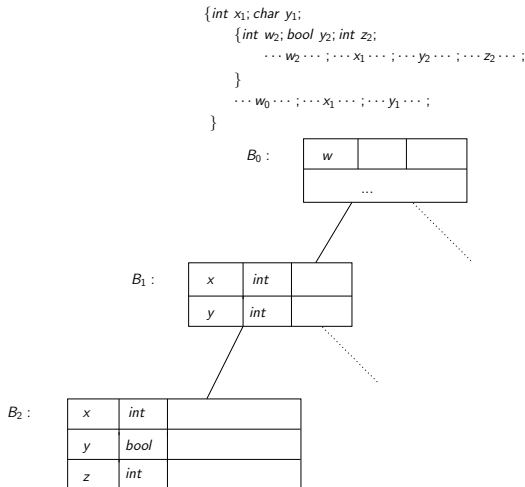 {int x₁; char y₁;
{int w₂; bool y₂; int z₂;
··· w₂ ··· ; ··· x₁ ··· ; ··· y₂ ··· ; ··· z₂ ··· ;
}
··· w₀ ··· ; ··· x₁ ··· ; ··· y₁ ··· ;
}
B₀ : w
...
B₁ : x int
y int
B₂ : x int
y bool
z int